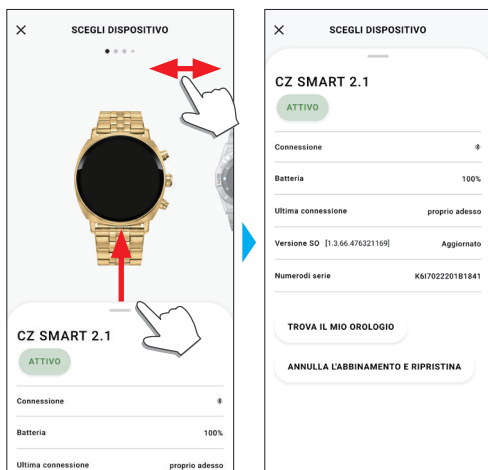 SCEGLI DISPOSITIVO
CZ SMART 2.1
ATTIVO
Connessione
Batteria 100%
Ultima connessione proprio adesso
SCEGLI DISPOSITIVO
CZ SMART 2.1
ATTIVO
Connessione
Batteria 100%
Ultima connessione proprio adesso
Versione SO [1.3.66.476321169] Aggiornato
Numerodi serie K6I7022201B1841
TROVA IL MIO OROLOGIO
ANNULLA L'ABBINAMENTO E RIPRISTINA